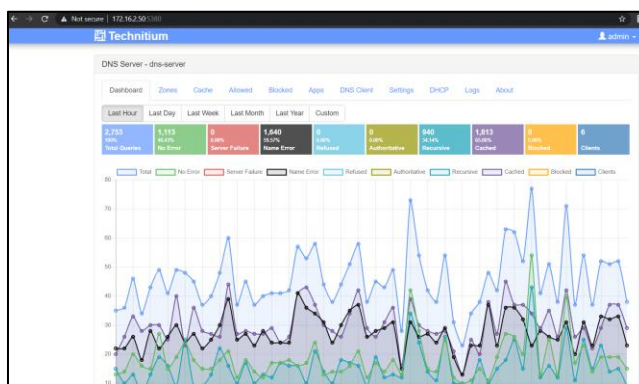 Not secure | 172.16.2.50:5380
Technitium
admin
DNS Server - dns-server
Dashboard Zones Cache Allowed Blocked Apps DNS Client Settings DHCP Logs About
Last Hour Last Day Last Week Last Month Last Year Custom
2,753 1,113 0 1,640 0 0 940 1,813 0 6
100% 40.43% 0.00% 59.57% 0.00% 0.00% 34.14% 65.86% 0.00%
Total Queries No Error Server Failure Name Error Refused Authoritative Recursive Cached Blocked Clients
Total No Error Server Failure Name Error Refused Authoritative Recursive Cached Blocked Clients
80
70
60
50
40
30
20
10